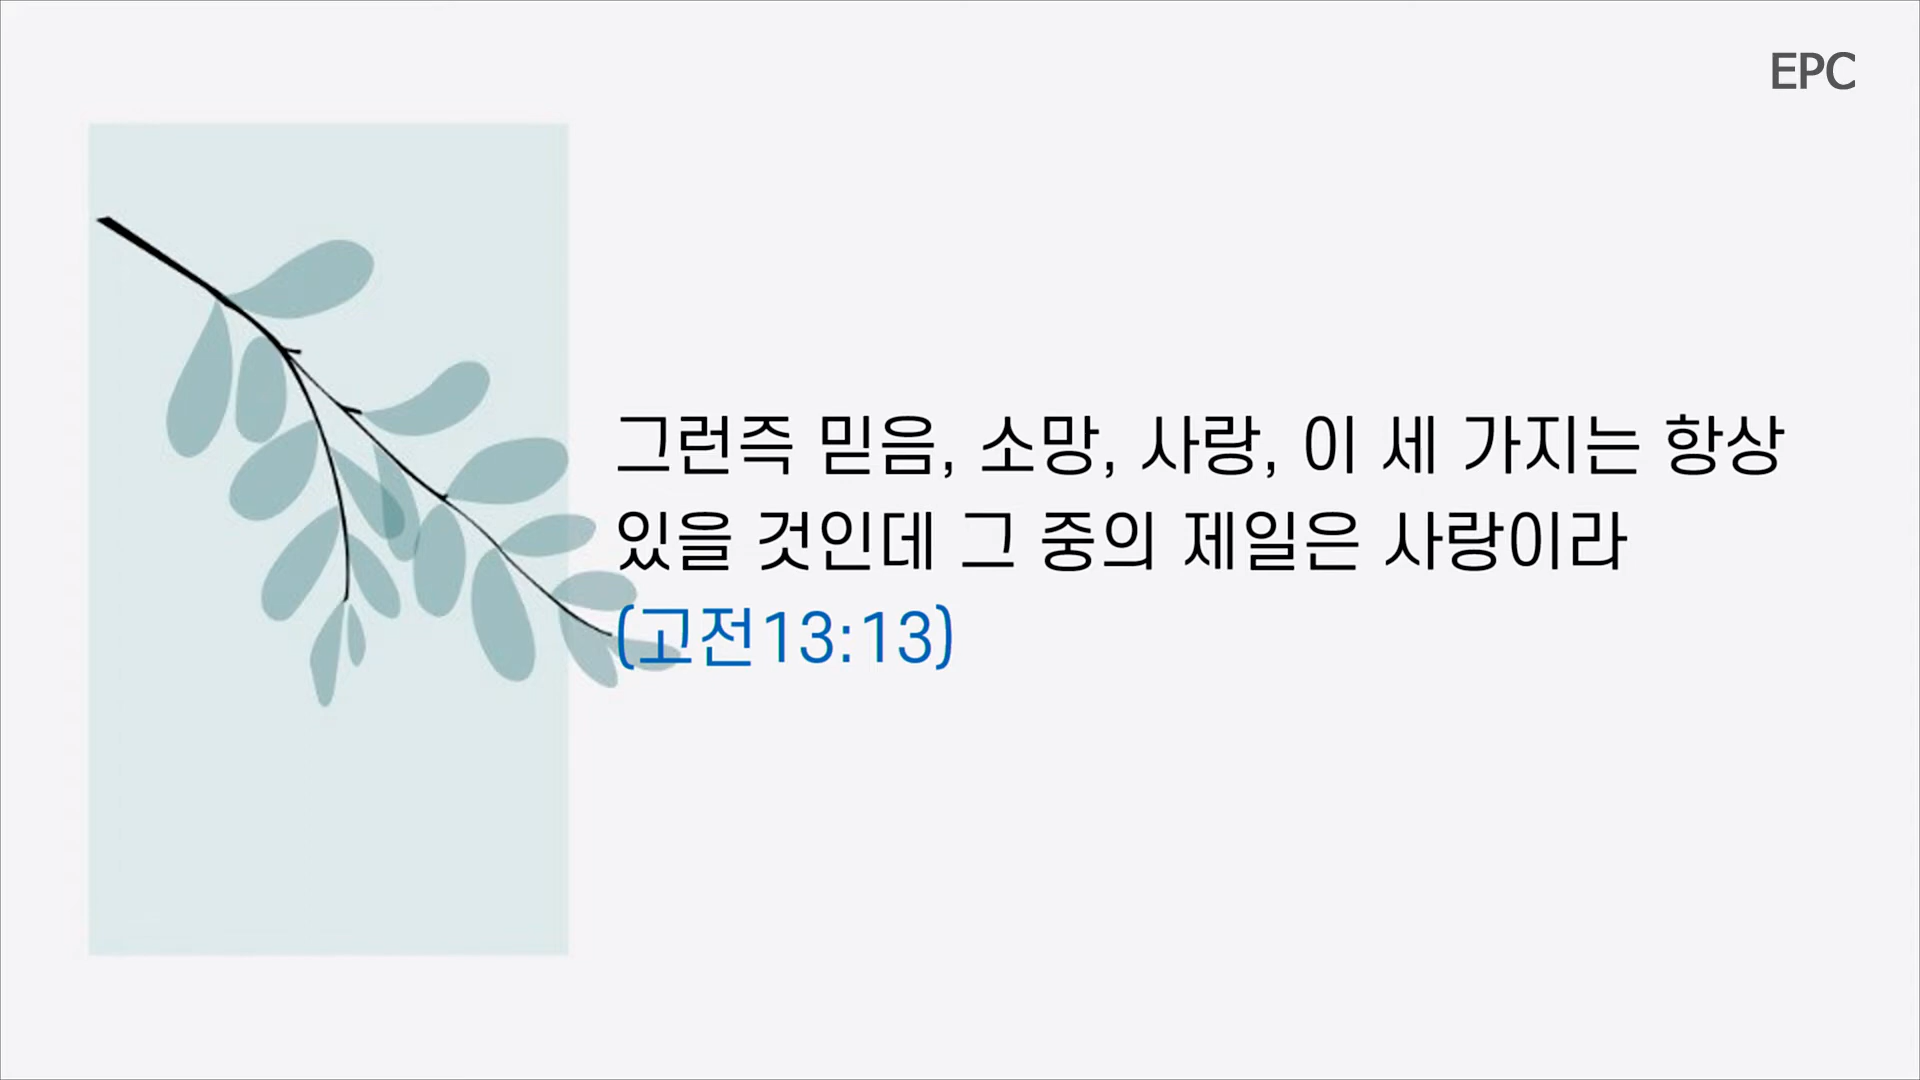 EPC
그런즉 믿음, 소망, 사랑, 이 세 가지는 항상
있을 것인데 그 중의 제일은 사랑이라
(고전13:13)